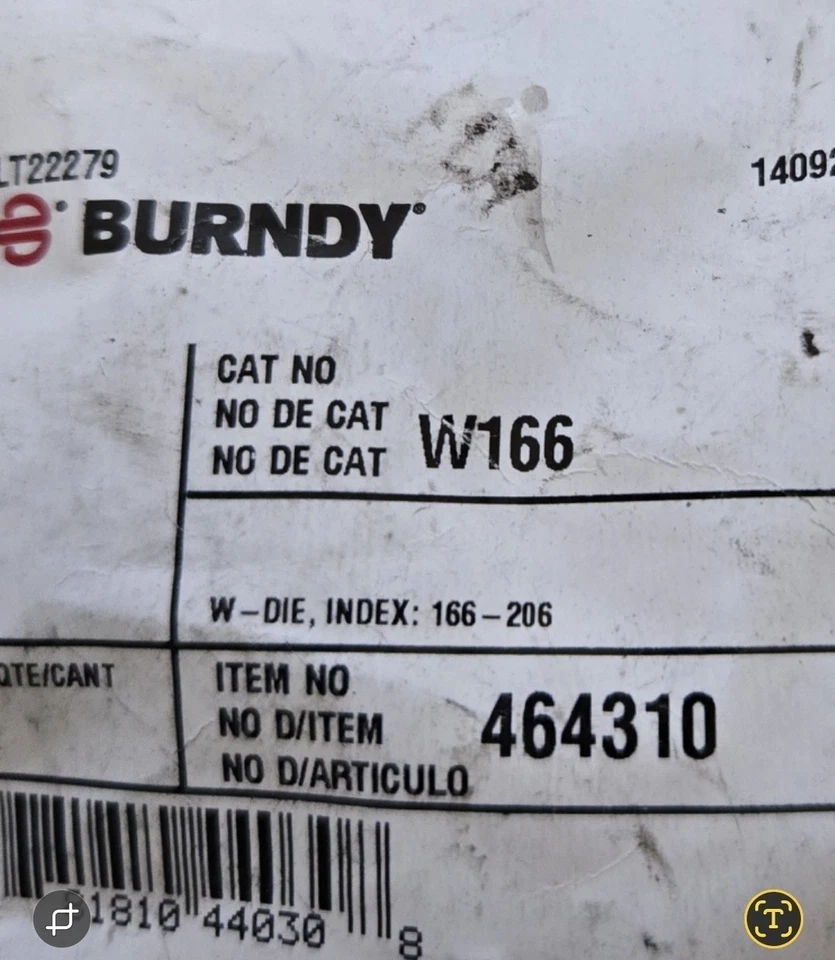 LT22279
1409
BURNDY®
CAT NO
NO DE CAT
NO DE CAT
W166
W-DIE, INDEX: 166-206
QTE/CANT
ITEM NO
NO D/ITEM
NO D/ARTICULO
464310
1810 44030 8